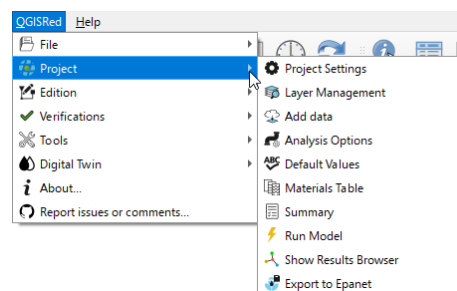 QGISRed Help
File
Project
Edition
Verifications
Tools
Digital Twin
About...
Report issues or comments...
Project Settings
Layer Management
Add data
Analysis Options
ABC Default Values
Materials Table
Summary
Run Model
Show Results Browser
Export to Epanet